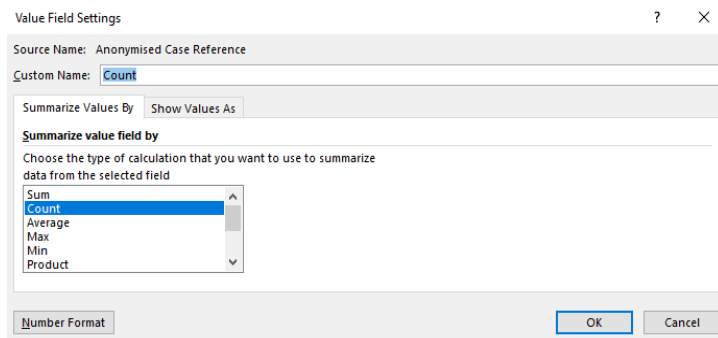 Value Field Settings ? ×
Source Name: Anonymised Case Reference
Custom Name: Count
Summarize Values By Show Values As
Summarize value field by
Choose the type of calculation that you want to use to summarize
data from the selected field
Sum
Count
Average
Max
Min
Product
Number Format OK Cancel